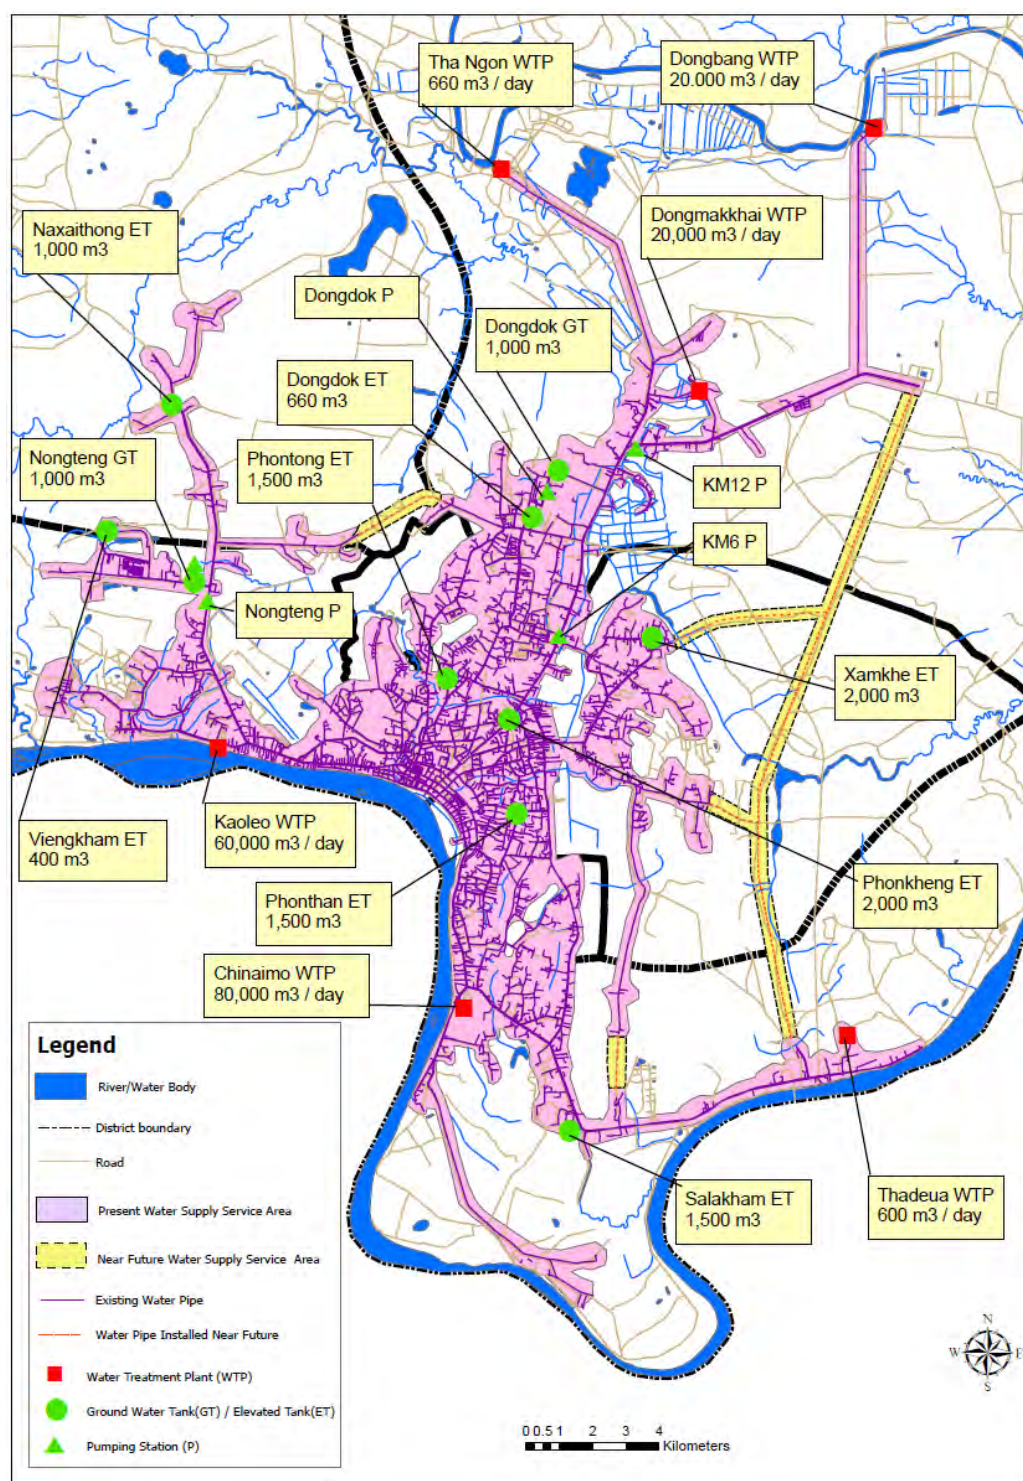 Tha Ngon WTP
660 m3 / day
Dongbang WTP
20.000 m3 / day
Naxaithong ET
1,000 m3
Dongmakkhai WTP
20,000 m3 / day
Dongdok P
Dongdok GT
1,000 m3
Dongdok ET
660 m3
Nongteng GT
1,000 m3
Phontong ET
1,500 m3
KM12 P
KM6 P
Nongteng P
Xamkhe ET
2,000 m3
Viengkham ET
400 m3
Kaoleo WTP
60,000 m3 / day
Phonkheng ET
2,000 m3
Phonthan ET
1,500 m3
Chinaimo WTP
80,000 m3 / day
Salakham ET
1,500 m3
Thadeua WTP
600 m3 / day
Legend
River/Water Body
District boundary
Road
Present Water Supply Service Area
Near Future Water Supply Service Area
Existing Water Pipe
Water Pipe Installed Near Future
Water Treatment Plant (WTP)
Ground Water Tank(GT) / Elevated Tank(ET)
Pumping Station (P)
N
W E
S
0 0.5 1 2 3 4
Kilometers